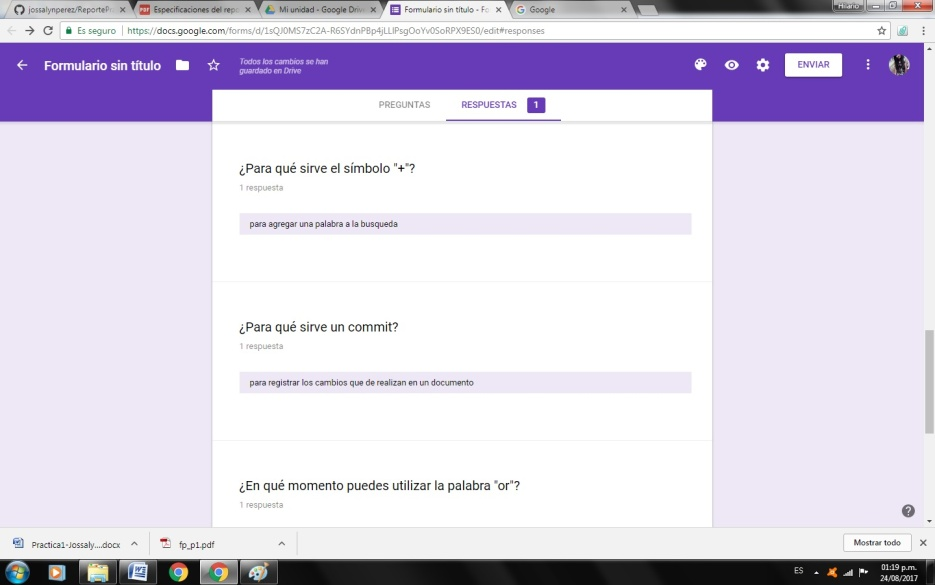 jossalynperez/ReporteP
Especificaciones del repo
Mi unidad - Google Drive
Formulario sin título - Fo
Google
Hilario
Es seguro
https://docs.google.com/forms/d/1sQJ0MS7zC2A-R65YdnPBp4jLLIPsgOoYv0SoRPX9ES0/edit#responses
Formulario sin título
Todos los cambios se han
guardado en Drive
ENVIAR
PREGUNTAS
RESPUESTAS
1
¿Para qué sirve el símbolo "+"?
1 respuesta
para agregar una palabra a la busqueda
¿Para qué sirve un commit?
1 respuesta
para registrar los cambios que de realizan en un documento
¿En qué momento puedes utilizar la palabra "or"?
1 respuesta
Practica1-Jossaly....docx
fp_p1.pdf
Mostrar todo
ES
01:19 p.m.
24/08/2017